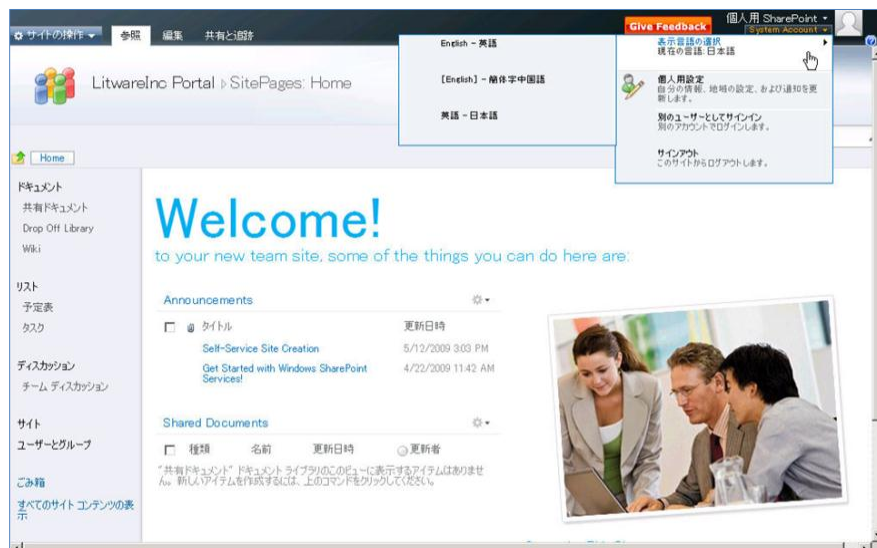 Give Feedback
個人用 SharePoint
System Account
サイトの操作
参照
編集
共有と追跡
English - 英語
[English] - 簡体字中国語
英語 - 日本語
表示言語の選択
現在の言語: 日本語
個人用設定
自分の情報、地域の設定、および通知を更
新します。
別のユーザーとしてサインイン
別のアカウントでログインします。
サインアウト
このサイトからログアウトします。
LitwareInc Portal ▷ SitePages: Home
Home
ドキュメント
共有ドキュメント
Drop Off Library
Wiki
リスト
予定表
タスク
ディスカッション
チーム ディスカッション
サイト
ユーザーとグループ
ごみ箱
すべてのサイト コンテンツの表
示
Welcome!
to your new team site, some of the things you can do here are:
Announcements
タイトル 更新日時
Self-Service Site Creation 5/12/2009 3:03 PM
Get Started with Windows SharePoint 4/22/2009 11:42 AM
Services!
Shared Documents
種類 名前 更新日時 更新者
"共有ドキュメント" ドキュメント ライブラリのこのビューに表示するアイテムはありませ
ん。新しいアイテムを作成するには、上のコマンドをクリックしてください。